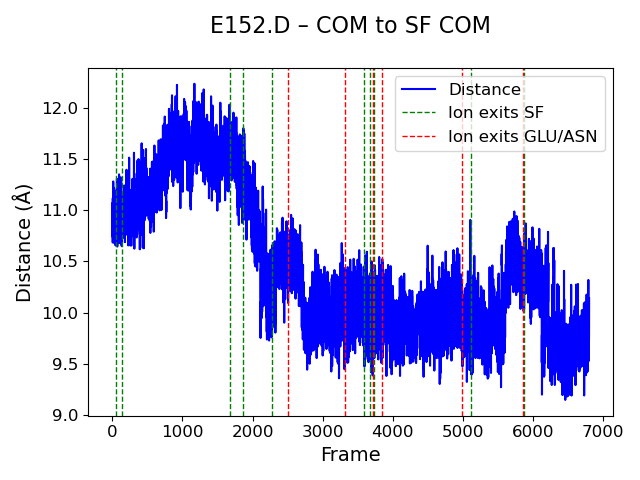 E152.D – COM to SF COM
Distance
Ion exits SF
Ion exits GLU/ASN
Distance (Å)
12.0
11.5
11.0
10.5
10.0
9.5
9.0
0 1000 2000 3000 4000 5000 6000 7000
Frame